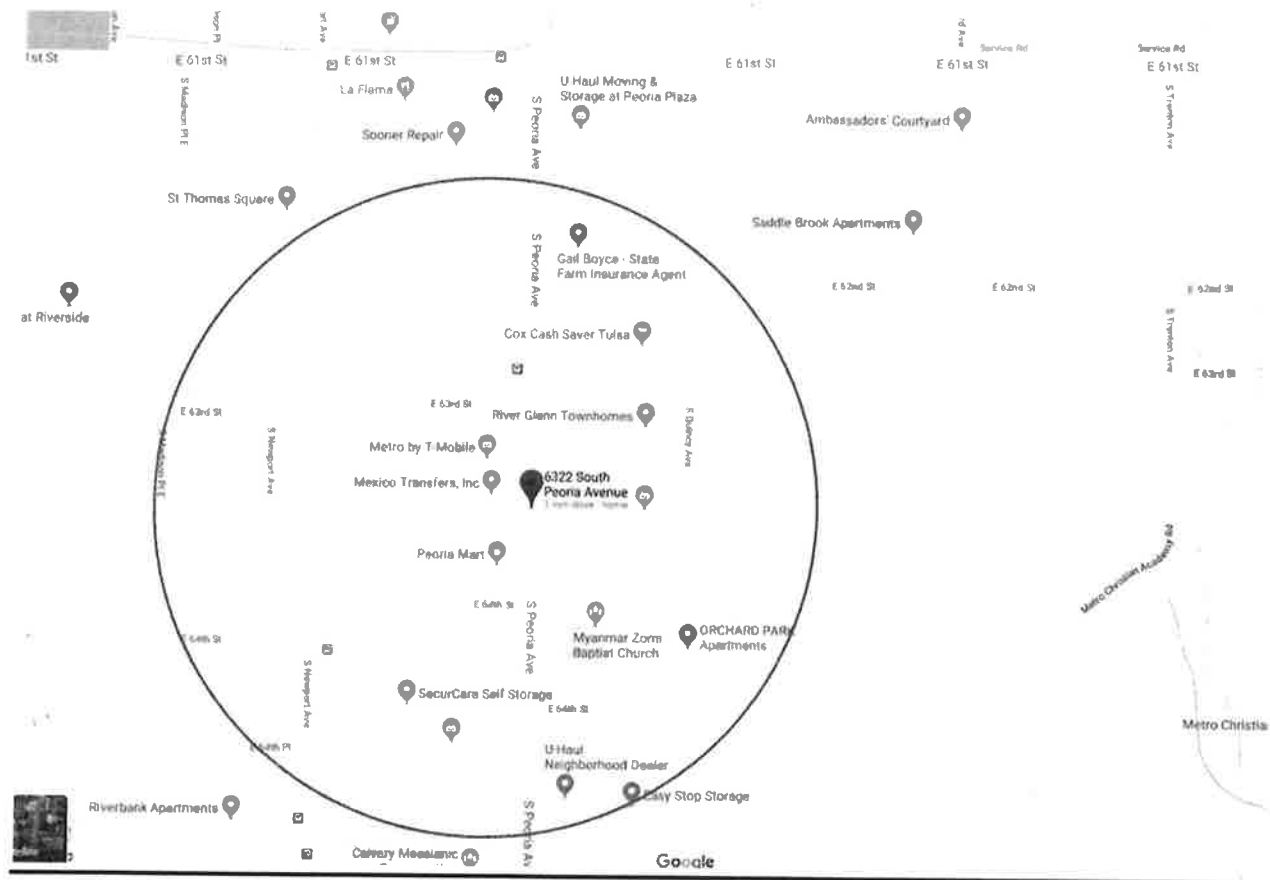 1st St
E 61st St
E 61st St
E 61st St
Service Rd
E 61st St
Service Rd
E 61st St
S Madison Pl E
La Flama
U-Haul Moving &
Storage at Peoria Plaza
S Peoria Ave
Sooner Repair
Ambassadors' Courtyard
S Trenton Ave
St Thomas Square
Saddle Brook Apartments
S Peoria Ave
Gail Boyce - State
Farm Insurance Agent
E 62nd St
E 62nd St
E 62nd St
at Riverside
Cox Cash Saver Tulsa
S Trenton Ave
E 63rd St
E 63rd St
E 63rd St
River Glenn Townhomes
S Quincy Ave
S Newport Ave
S Madison Pl E
Metro by T-Mobile
Mexico Transfers, Inc
6322 South
Peoria Avenue
Peoria Mart
Metro Christian Academy Rd
E 64th St
S Peoria Ave
E 64th St
Myanmar Zomi
Baptist Church
ORCHARD PARK
Apartments
S Newport Ave
SecurCare Self Storage
E 64th St
Metro Christia
E 64th Pl
U-Haul
Neighborhood Dealer
Easy Stop Storage
Riverbank Apartments
S Peoria Av
Calvary Messianic
Google